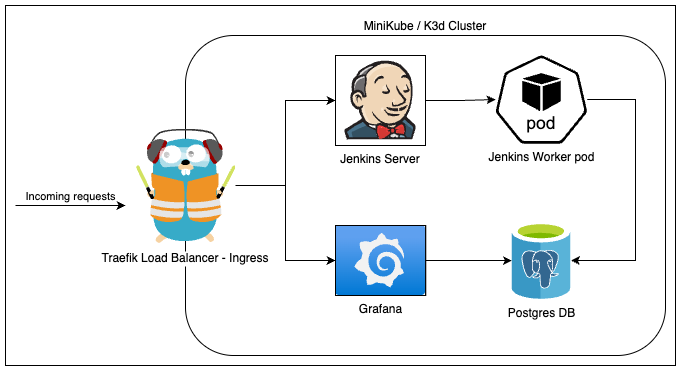 MiniKube / K3d Cluster
Jenkins Server
pod
Jenkins Worker pod
Incoming requests
Traefik Load Balancer - Ingress
Grafana
Postgres DB